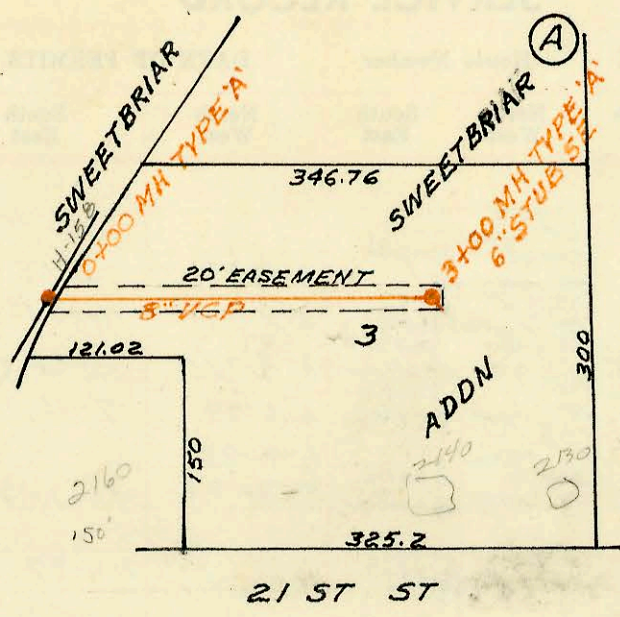 A
SWEETBRIAR
H-158
0+00 MH TYPE 'A'
346.76
SWEETBRIAR
3+00 MH TYPE 'A'
6" STUB SE
20' EASEMENT
8" VCP
3
121.02
300
ADDN
150
2160
150'
2140
2130
325.2
21 ST ST